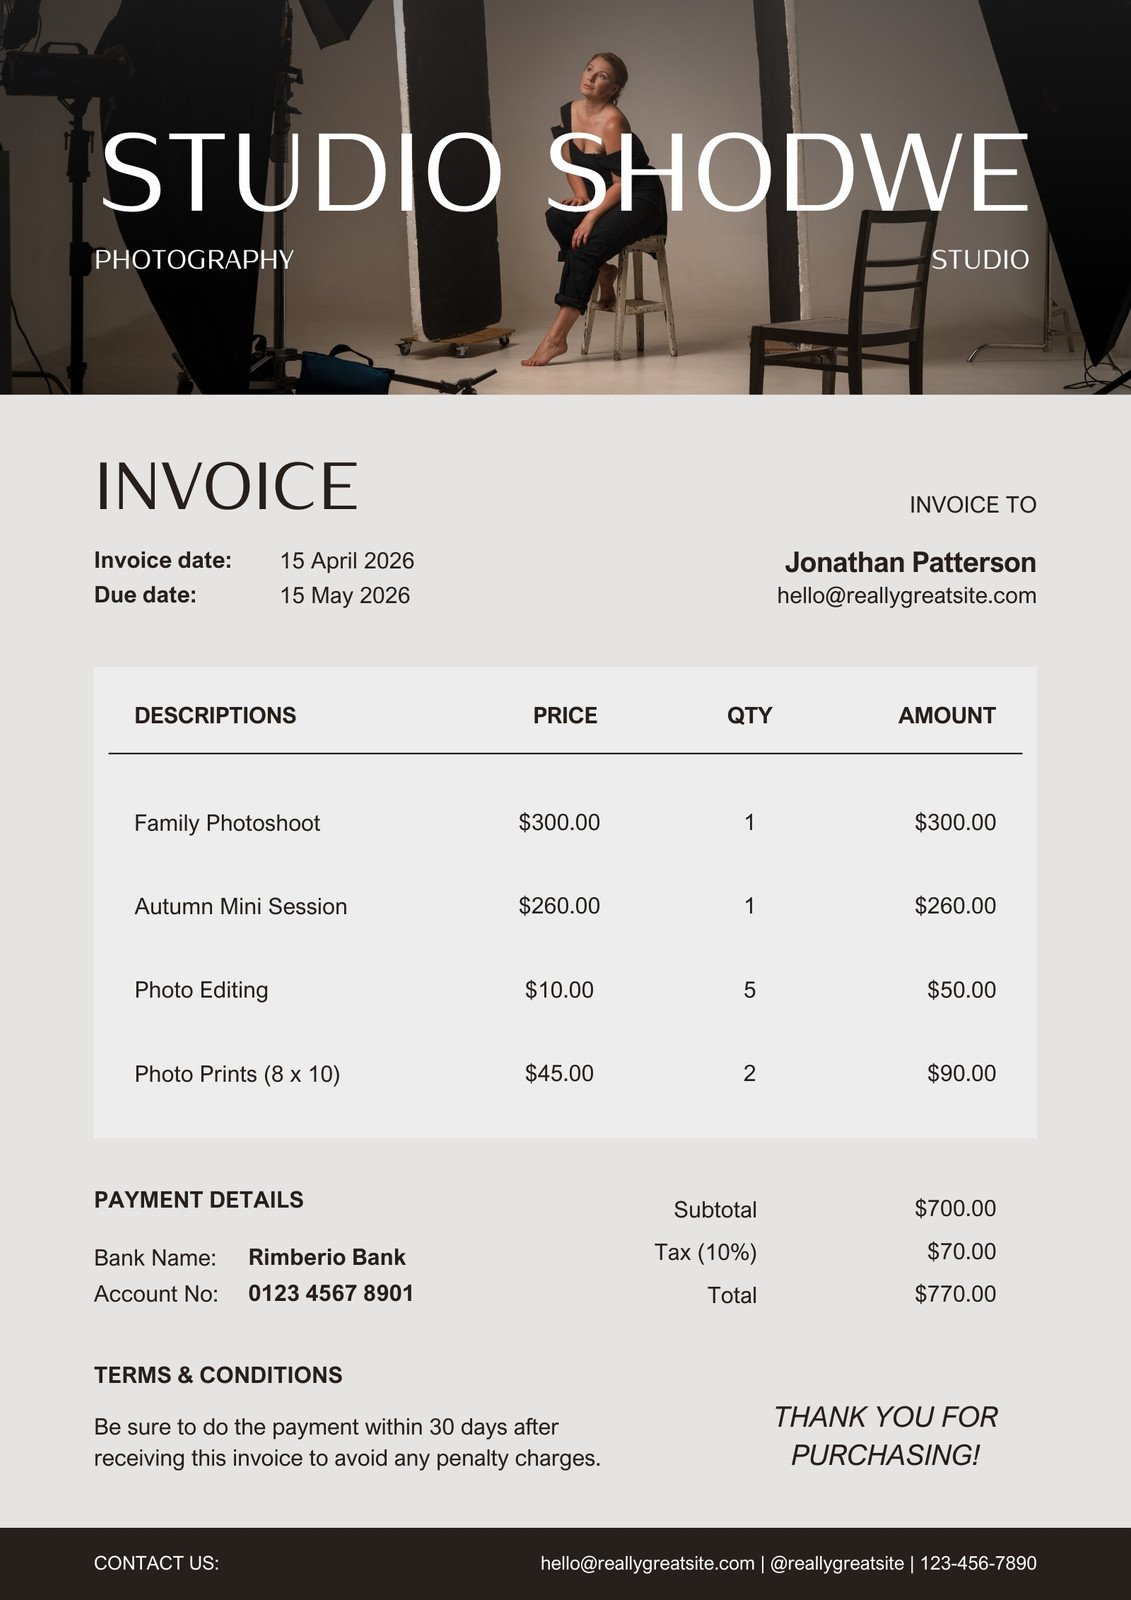 STUDIO SHODWE
PHOTOGRAPHY STUDIO
INVOICE
INVOICE TO
Invoice date: 15 April 2026
Due date: 15 May 2026
Jonathan Patterson
hello@reallygreatsite.com
DESCRIPTIONS PRICE QTY AMOUNT
Family Photoshoot $300.00 1 $300.00
Autumn Mini Session $260.00 1 $260.00
Photo Editing $10.00 5 $50.00
Photo Prints (8 x 10) $45.00 2 $90.00
PAYMENT DETAILS
Bank Name: Rimberio Bank
Account No: 0123 4567 8901
Subtotal $700.00
Tax (10%) $70.00
Total $770.00
TERMS & CONDITIONS
Be sure to do the payment within 30 days after
receiving this invoice to avoid any penalty charges.
THANK YOU FOR
PURCHASING!
CONTACT US: hello@reallygreatsite.com | @reallygreatsite | 123-456-7890